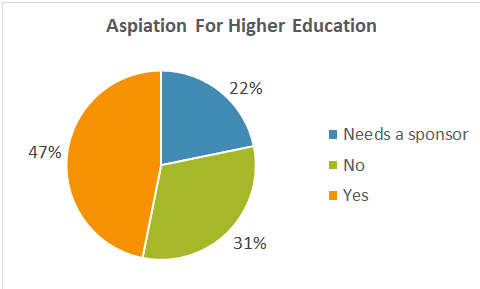 Aspiation For Higher Education
22%
47%
31%
Needs a sponsor
No
Yes